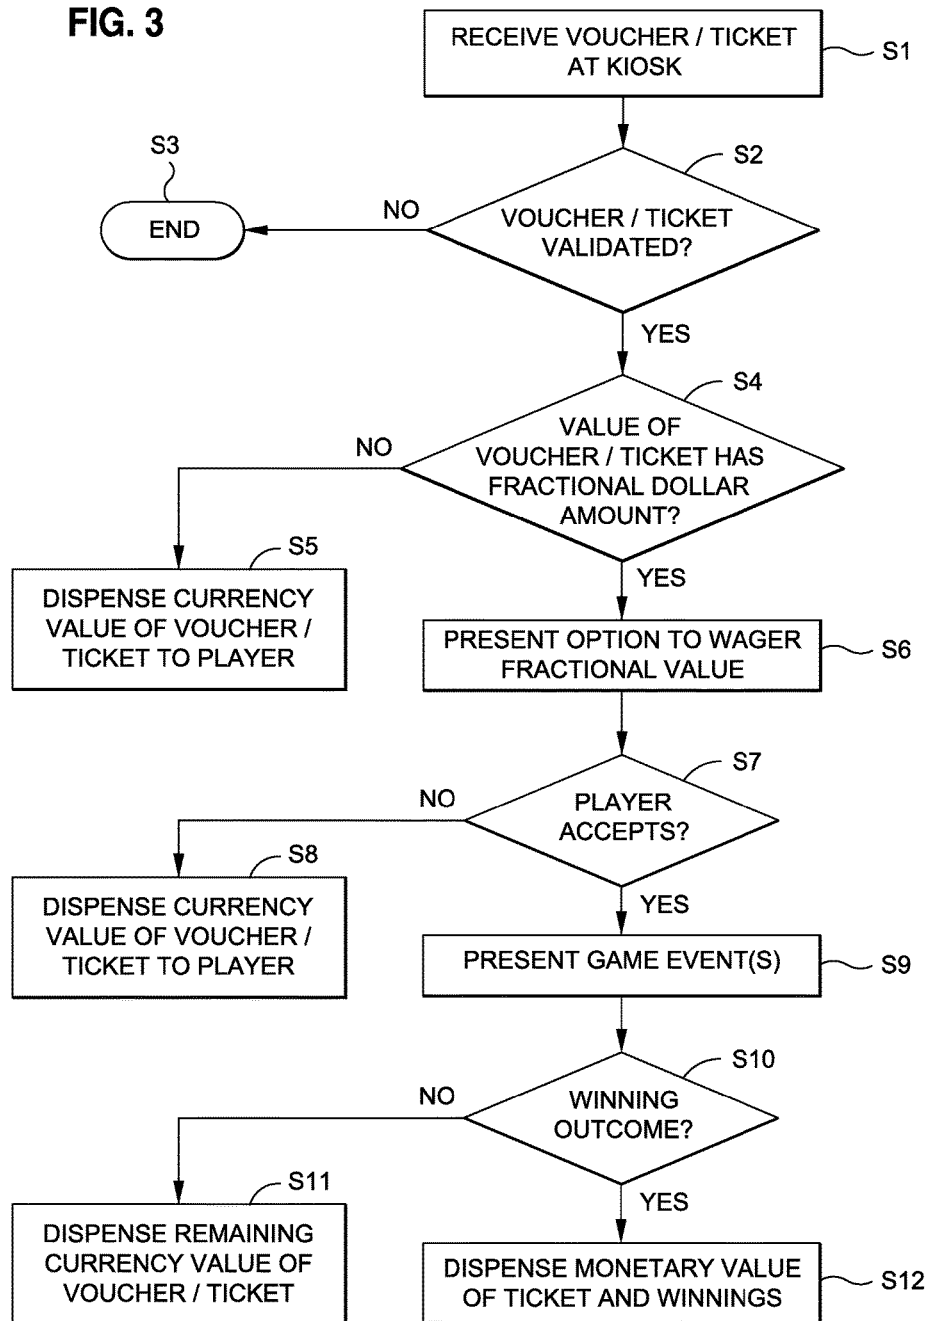 FIG. 3
RECEIVE VOUCHER / TICKET
AT KIOSK
S1
S3
S2
END
NO
VOUCHER / TICKET
VALIDATED?
YES
S4
NO
VALUE OF
VOUCHER / TICKET HAS
FRACTIONAL DOLLAR
AMOUNT?
S5
YES
DISPENSE CURRENCY
VALUE OF VOUCHER /
TICKET TO PLAYER
PRESENT OPTION TO WAGER
FRACTIONAL VALUE
S6
S7
NO
PLAYER
ACCEPTS?
S8
YES
DISPENSE CURRENCY
VALUE OF VOUCHER /
TICKET TO PLAYER
PRESENT GAME EVENT(S)
S9
S10
NO
WINNING
OUTCOME?
S11
YES
DISPENSE REMAINING
CURRENCY VALUE OF
VOUCHER / TICKET
DISPENSE MONETARY VALUE
OF TICKET AND WINNINGS
S12